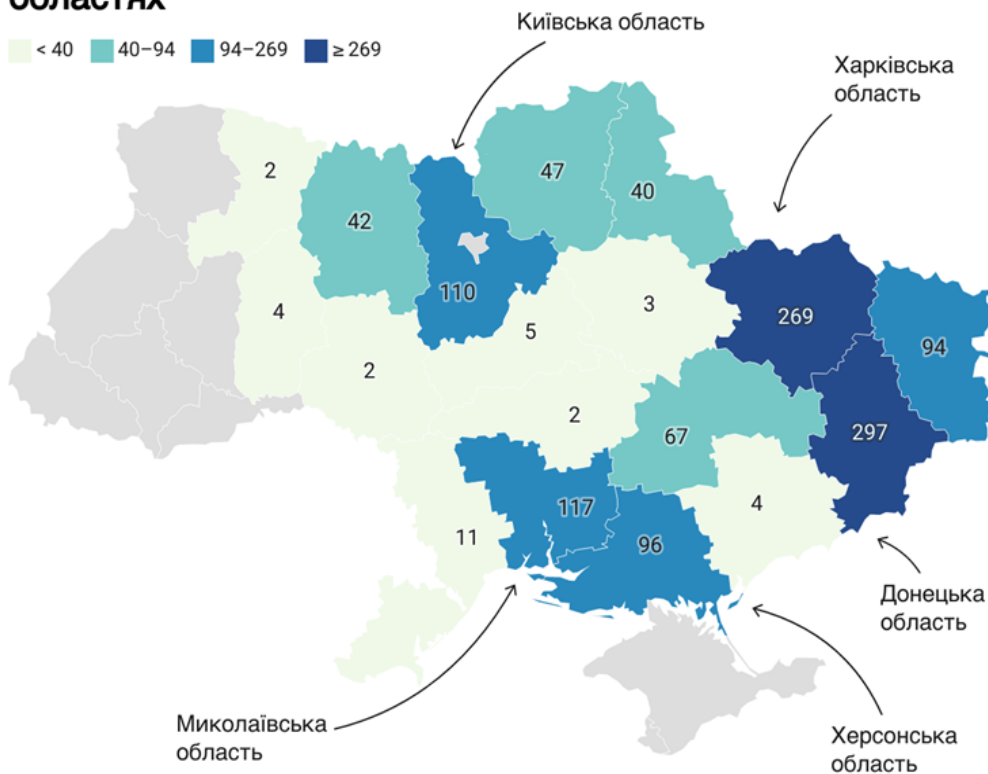 областях
< 40 40–94 94–269 ≥ 269
Київська область
Харківська
область
2
47
40
42
110
4
3
5
269
94
2
2
67
297
117
4
11
96
Донецька
область
Миколаївська
область
Херсонська
область